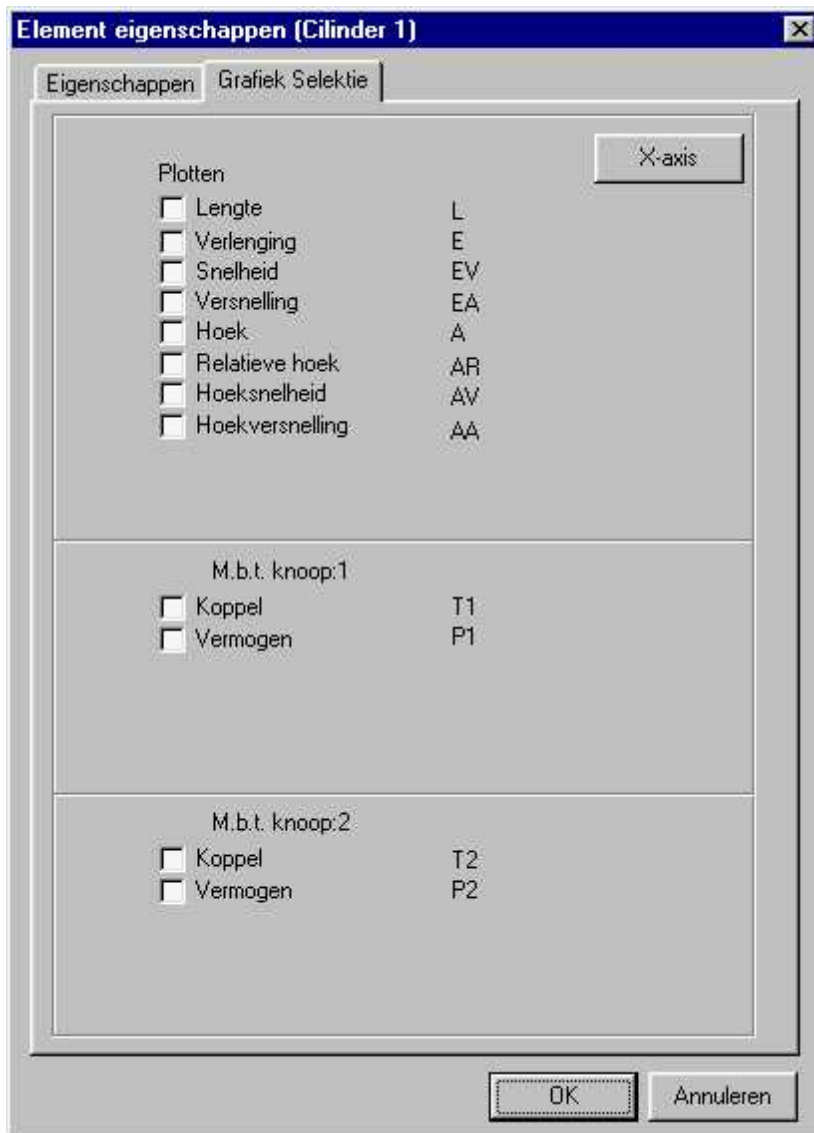 Element eigenschappen (Cilinder 1)
Eigenschappen Grafiek Selektie
X-axis
Plotten
Lengte L
Verlenging E
Snelheid EV
Versnelling EA
Hoek A
Relatieve hoek AR
Hoeksnelheid AV
Hoekversnelling AA
M.b.t. knoop:1
Koppel T1
Vermogen P1
M.b.t. knoop:2
Koppel T2
Vermogen P2
OK Annuleren